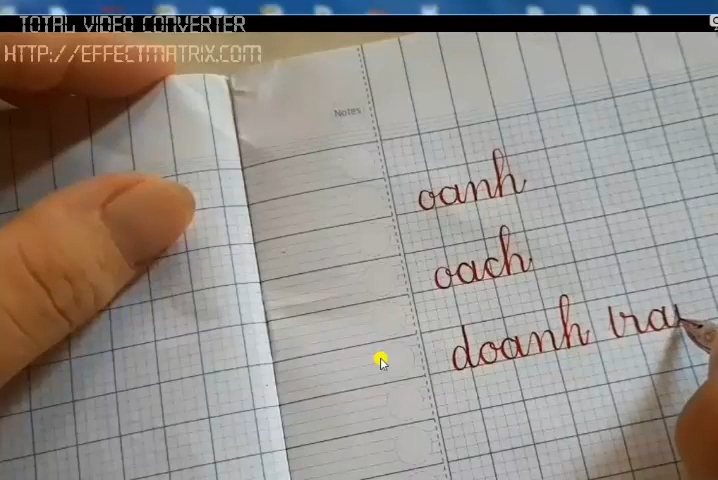 TOTAL VIDEO CONVERTER
HTTP://EFFECTMATRIX.COM
Notes
oanh
oach
doanh